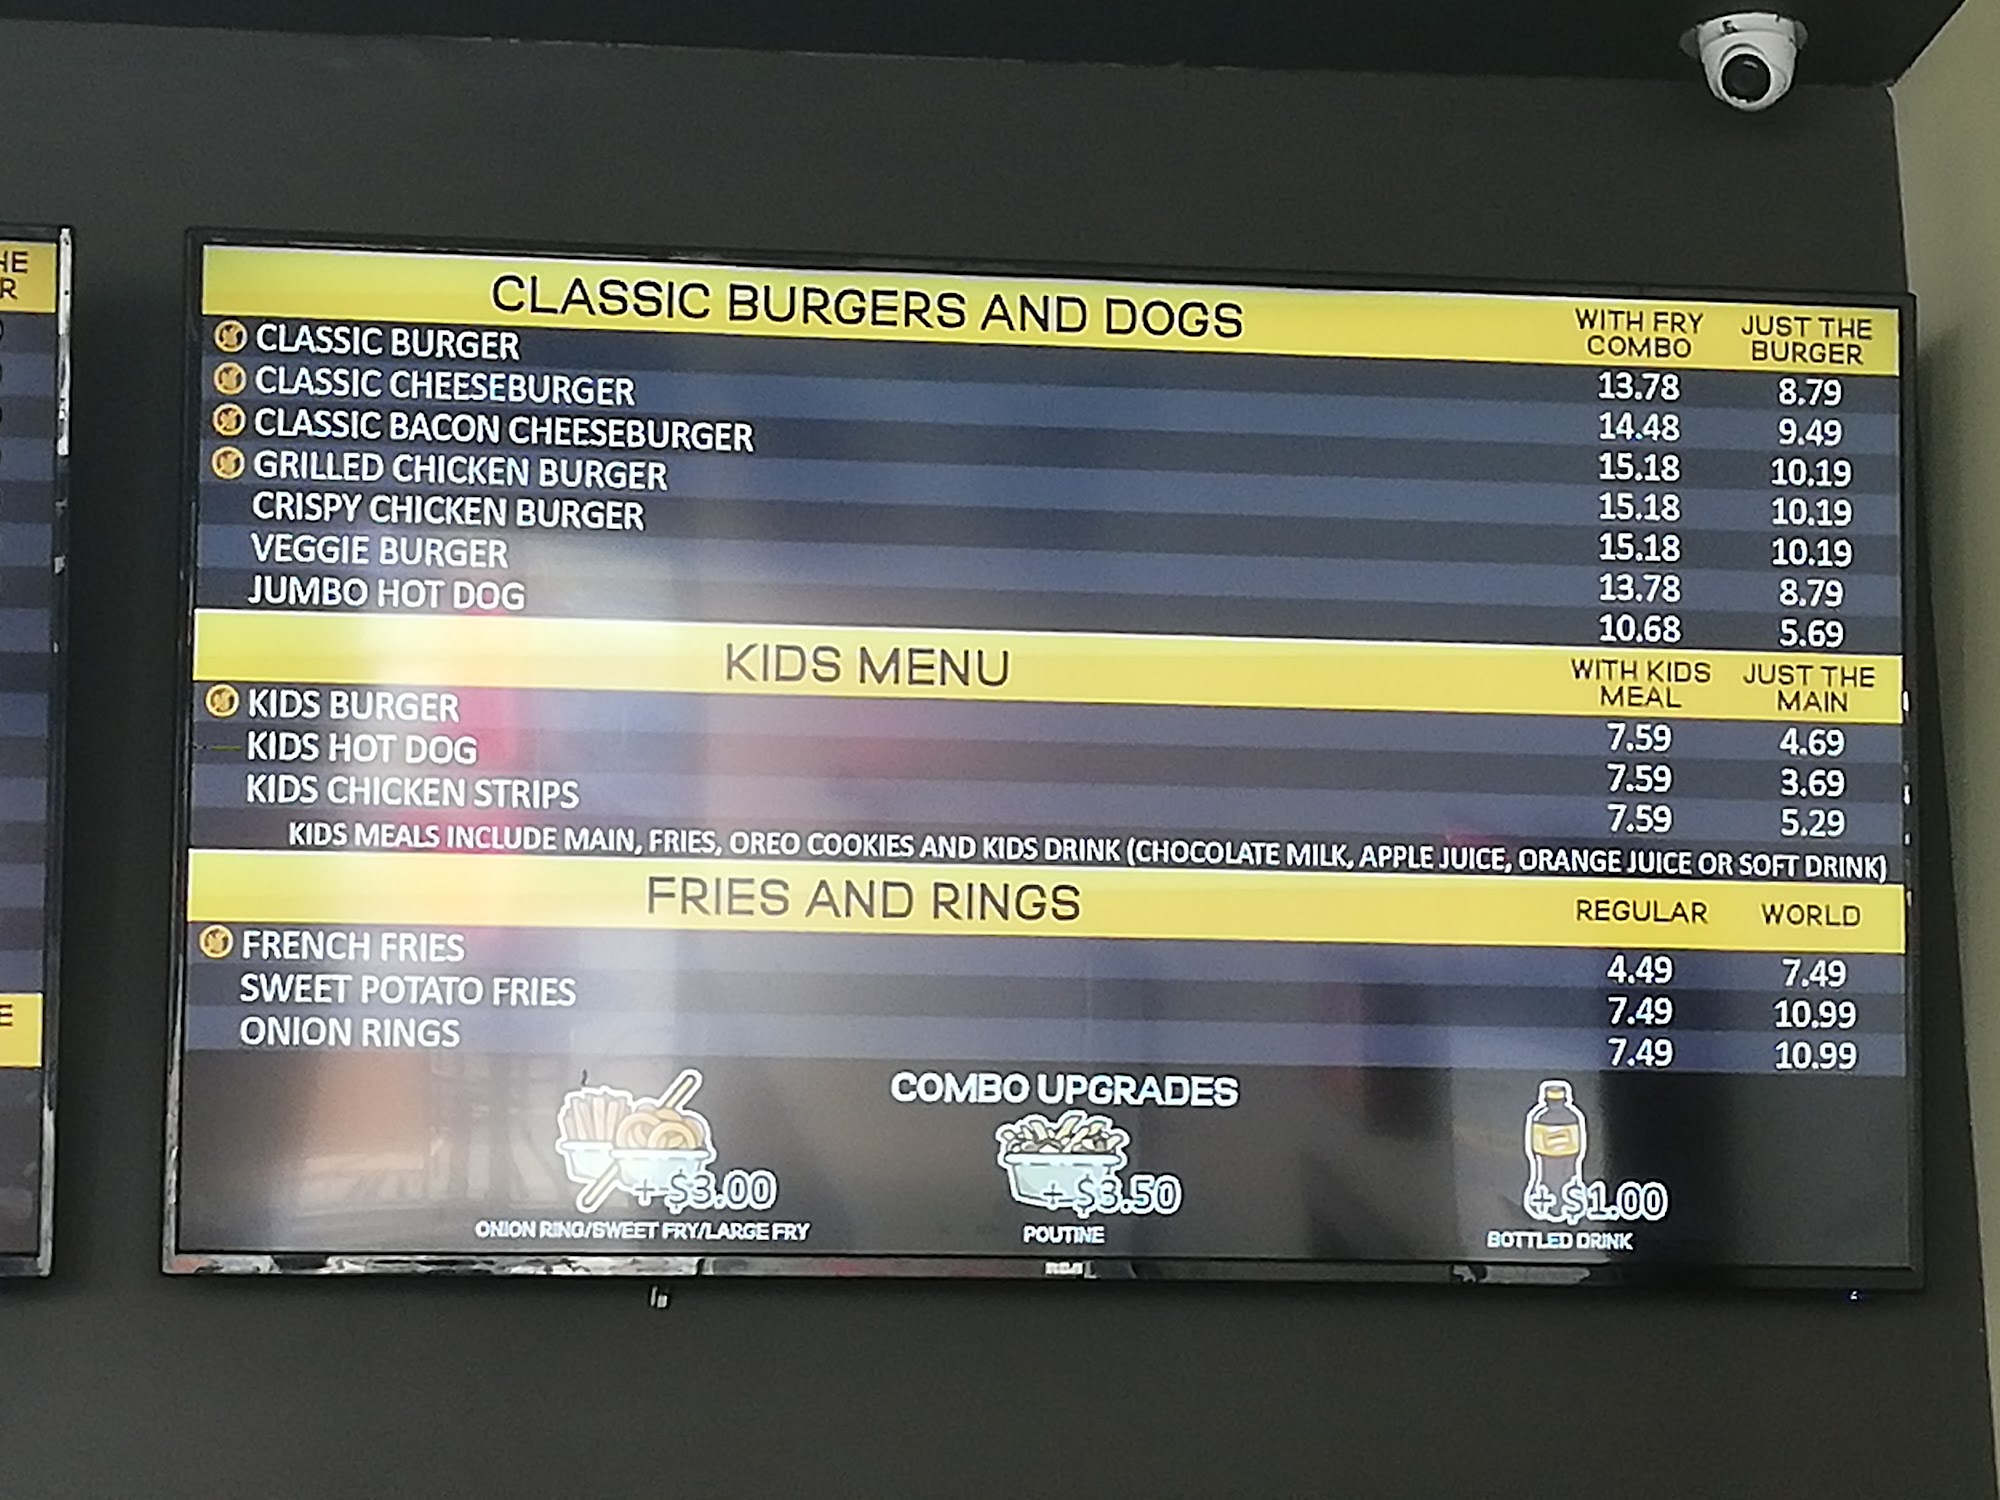 HE
R
CLASSIC BURGERS AND DOGS WITH FRY COMBO JUST THE BURGER
CLASSIC BURGER 13.78 8.79
CLASSIC CHEESEBURGER 14.48 9.49
CLASSIC BACON CHEESEBURGER 15.18 10.19
GRILLED CHICKEN BURGER 15.18 10.19
CRISPY CHICKEN BURGER 15.18 10.19
VEGGIE BURGER 13.78 8.79
JUMBO HOT DOG 10.68 5.69
KIDS MENU WITH KIDS MEAL JUST THE MAIN
KIDS BURGER 7.59 4.69
KIDS HOT DOG 7.59 3.69
KIDS CHICKEN STRIPS 7.59 5.29
KIDS MEALS INCLUDE MAIN, FRIES, OREO COOKIES AND KIDS DRINK (CHOCOLATE MILK, APPLE JUICE, ORANGE JUICE OR SOFT DRINK)
FRIES AND RINGS REGULAR WORLD
FRENCH FRIES 4.49 7.49
SWEET POTATO FRIES 7.49 10.99
ONION RINGS 7.49 10.99
E
COMBO UPGRADES
+ $3.00 + $3.50 + $1.00
ONION RING/SWEET FRY/LARGE FRY POUTINE BOTTLED DRINK
RCA